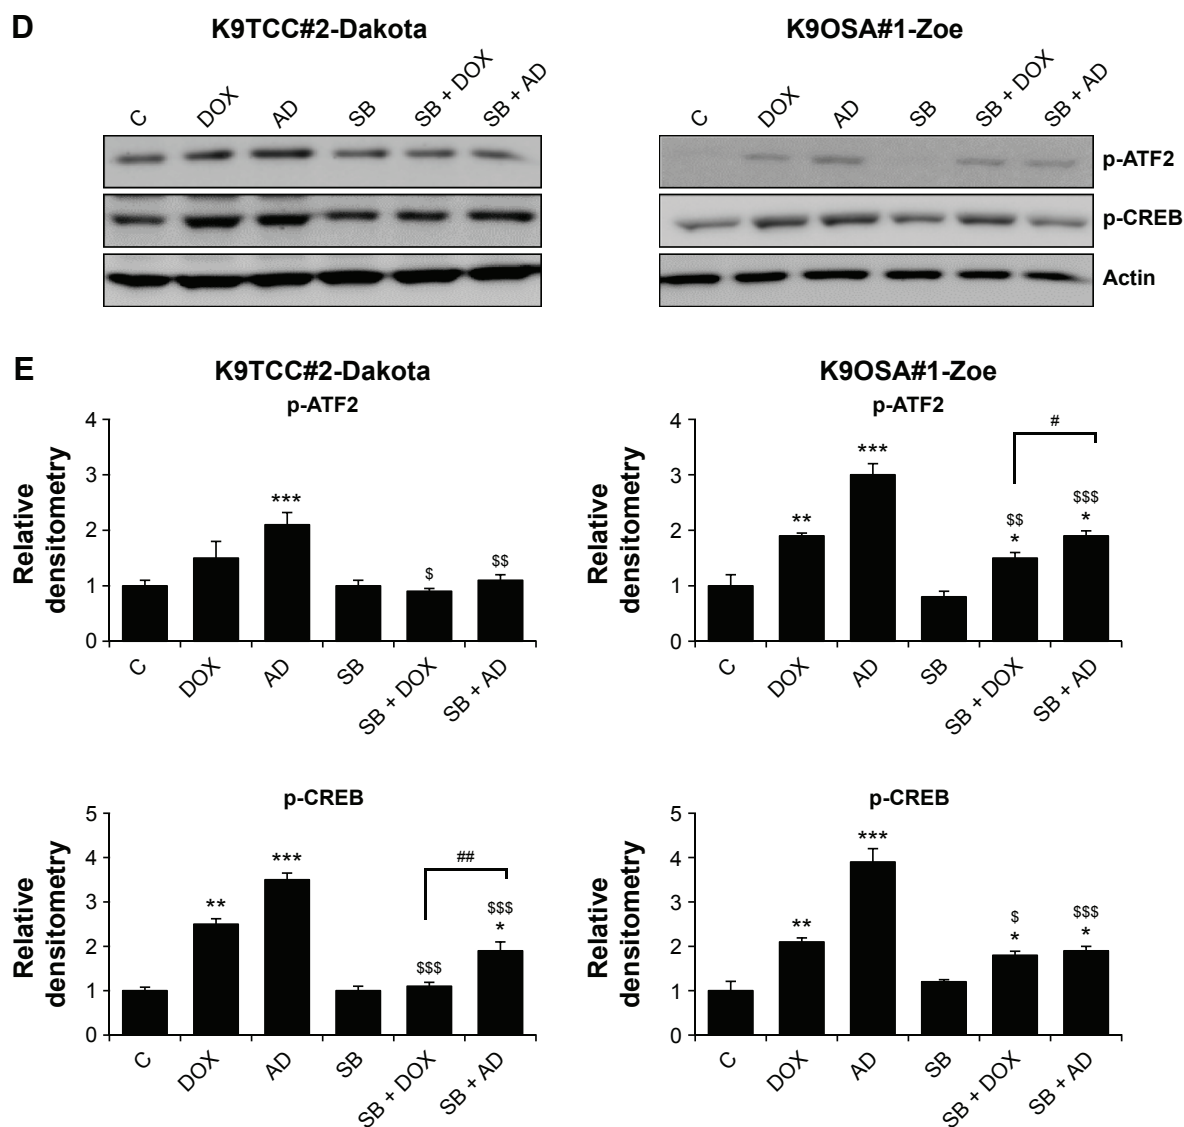 D
K9TCC#2-Dakota
K9OSA#1-Zoe
C DOX AD SB SB + DOX SB + AD
C DOX AD SB SB + DOX SB + AD
p-ATF2
p-CREB
Actin
E
K9TCC#2-Dakota
p-ATF2
Relative
densitometry
4
3
2
1
0
***
$
$$
C DOX AD SB SB + DOX SB + AD
K9OSA#1-Zoe
p-ATF2
Relative
densitometry
4
3
2
1
0
**
***
#
$$
*
$$$
*
C DOX AD SB SB + DOX SB + AD
p-CREB
Relative
densitometry
5
4
3
2
1
0
**
***
##
$$$
$$$
*
C DOX AD SB SB + DOX SB + AD
p-CREB
Relative
densitometry
5
4
3
2
1
0
**
***
$
*
$$$
*
C DOX AD SB SB + DOX SB + AD